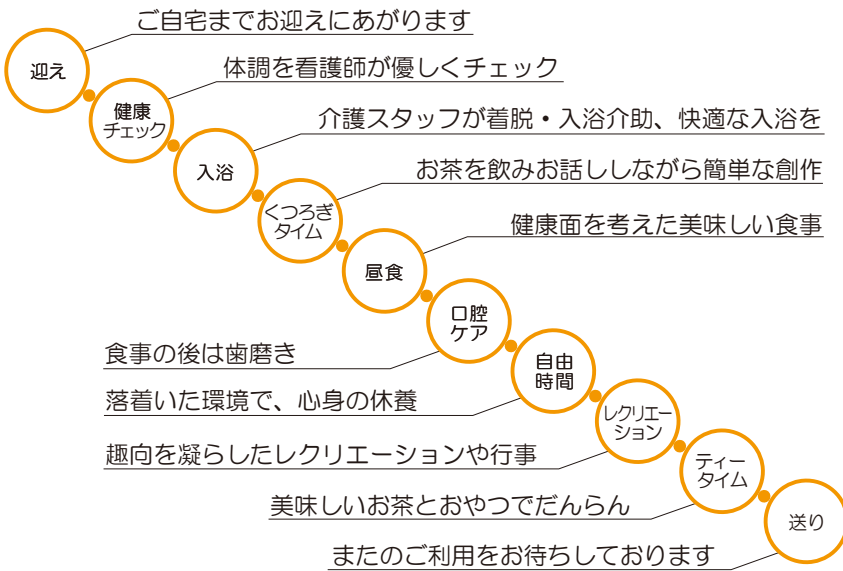 ご自宅までお迎えにあがります
迎え
体調を看護師が優しくチェック
健康
チェック
介護スタッフが着脱・入浴介助、快適な入浴を
入浴
お茶を飲みお話ししながら簡単な創作
くつろぎ
タイム
健康面を考えた美味しい食事
昼食
口腔
ケア
食事の後は歯磨き
自由
時間
落着いた環境で、心身の休養
レクリエー
ション
趣向を凝らしたレクリエーションや行事
ティー
タイム
美味しいお茶とおやつでだんらん
送り
またのご利用をお待ちしております